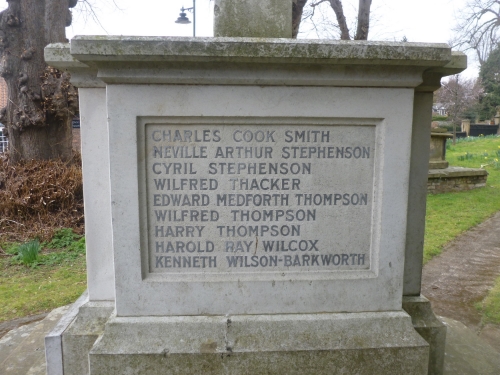 CHARLES COOK SMITH
NEVILLE ARTHUR STEPHENSON
CYRIL STEPHENSON
WILFRED THACKER
EDWARD MEDFORTH THOMPSON
WILFRED THOMPSON
HARRY THOMPSON
HAROLD RAY WILCOX
KENNETH WILSON-BARKWORTH